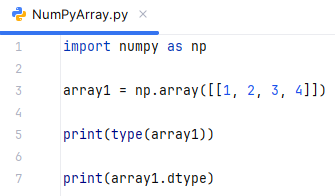 NumPyArray.py ×
1 import numpy as np
2
3 array1 = np.array([[1, 2, 3, 4]])
4
5 print(type(array1))
6
7 print(array1.dtype)